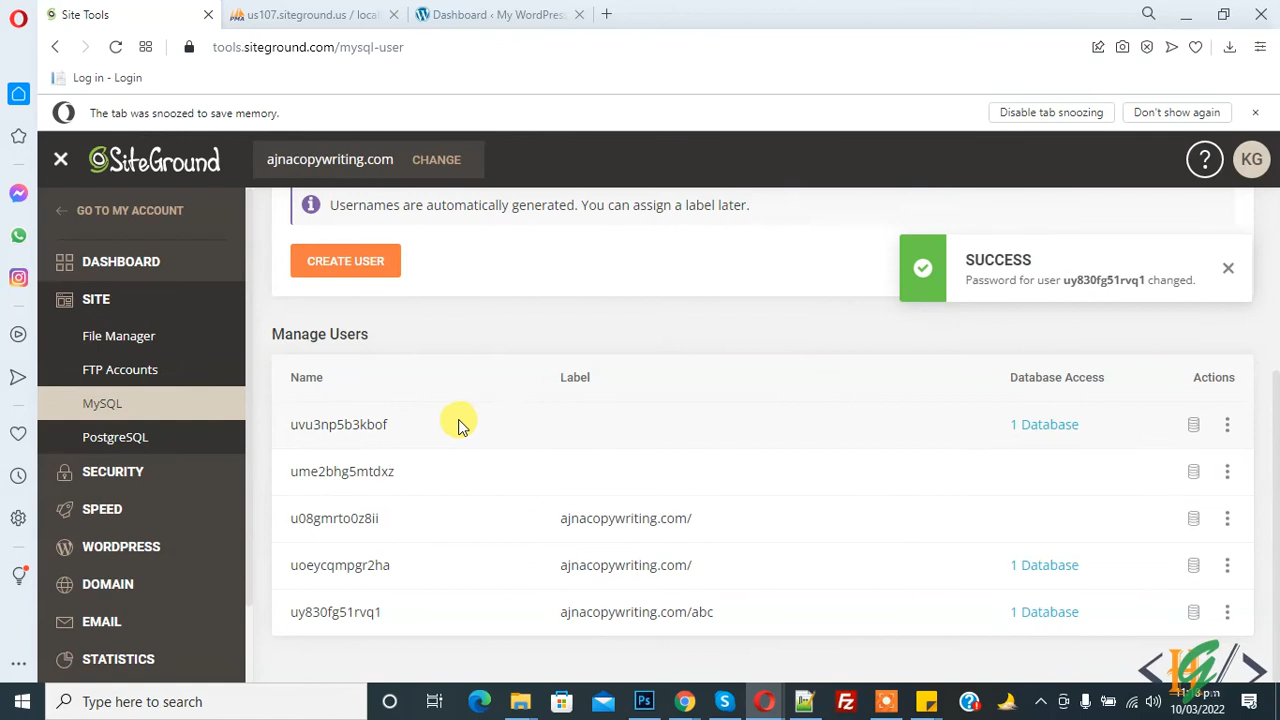 Site Tools
us107.siteground.us / local
Dashboard ‹ My WordPress
tools.siteground.com/mysql-user
Log in - Login
The tab was snoozed to save memory.
Disable tab snoozing
Don't show again
SiteGround
ajnacopywriting.com
CHANGE
?
KG
GO TO MY ACCOUNT
DASHBOARD
SITE
File Manager
FTP Accounts
MySQL
PostgreSQL
SECURITY
SPEED
WORDPRESS
DOMAIN
EMAIL
STATISTICS
Usernames are automatically generated. You can assign a label later.
CREATE USER
SUCCESS
Password for user uy830fg51rvq1 changed.
Manage Users
Name Label Database Access Actions
uvu3np5b3kbof 1 Database
ume2bhg5mtdxz
u08gmrto0z8ii ajnacopywriting.com/
uoeycqmpgr2ha ajnacopywriting.com/ 1 Database
uy830fg51rvq1 ajnacopywriting.com/abc 1 Database
Type here to search
10/03/2022